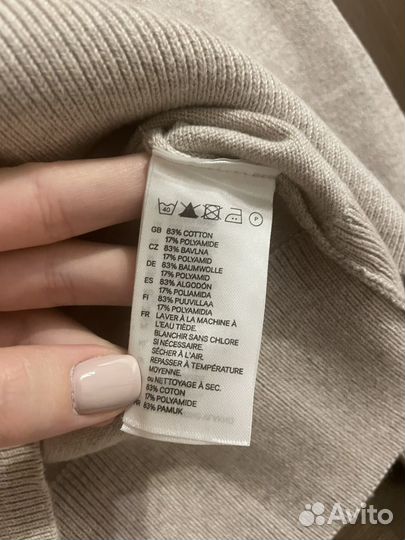 40 P
GB 83% COTTON
17% POLYAMIDE
CZ 83% BAVLNA
17% POLYAMID
DE 83% BAUMWOLLE
17% POLYAMID
ES 83% ALGODÓN
17% POLIAMIDA
FI 83% PUUVILLAA
17% POLYAMIDIA
FR LAVER À LA MACHINE À
L'EAU TIÈDE.
BLANCHIR SANS CHLORE
SI NÉCESSAIRE.
SÉCHER À L'AIR.
REPASSER À TEMPÉRATURE
MOYENNE.
ou NETTOYAGE À SEC.
83% COTON
17% POLYAMIDE
83% PAMUK
Avito